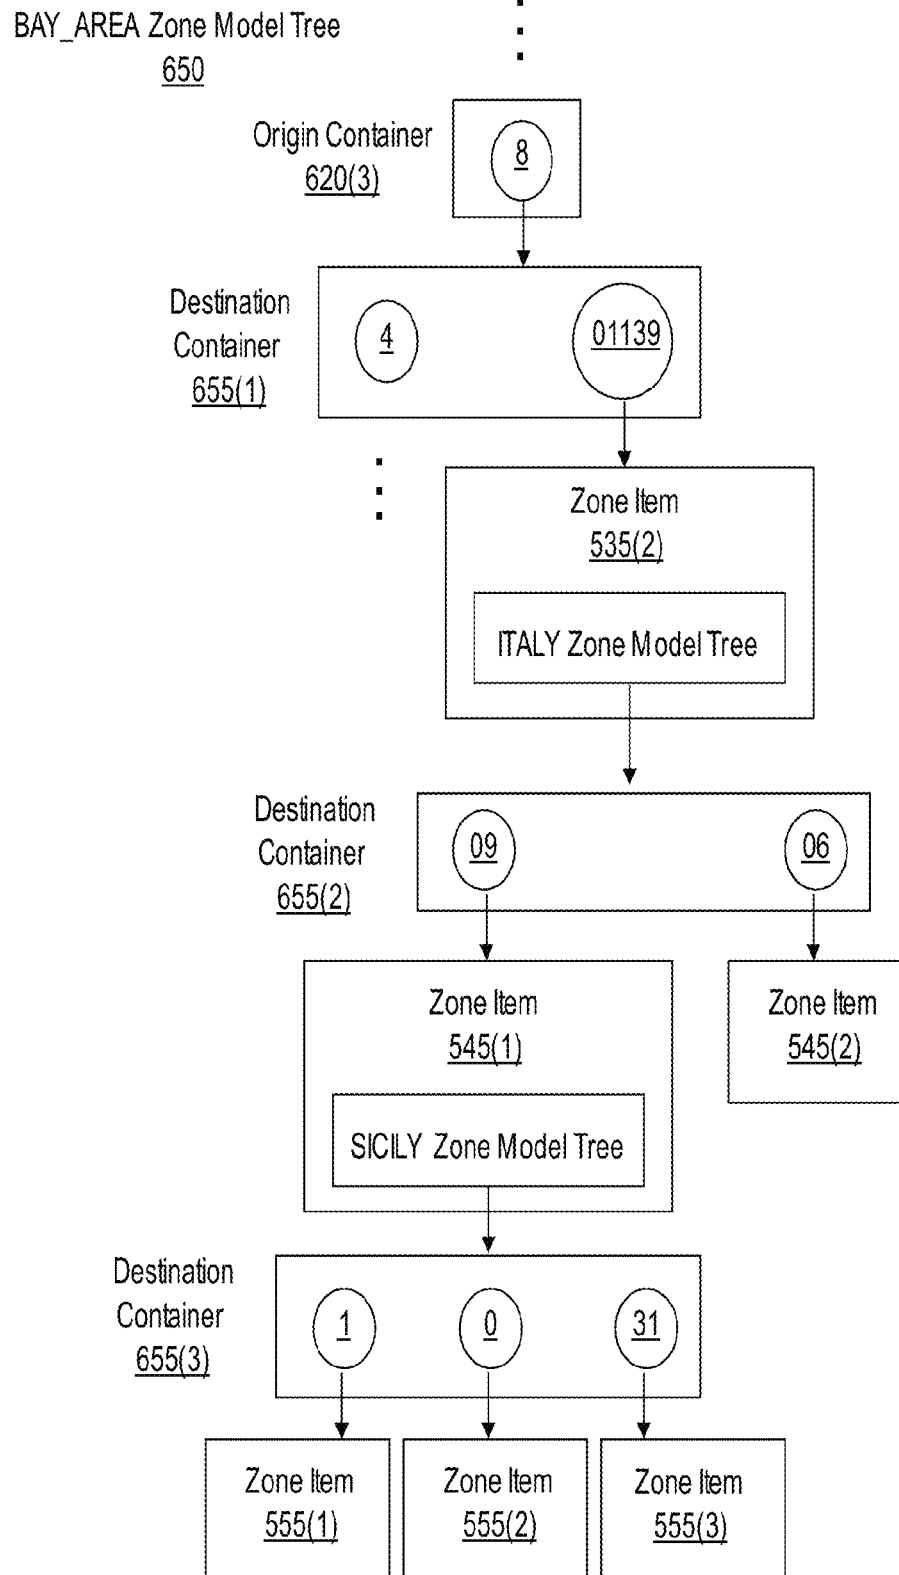 BAY_AREA Zone Model Tree
650
Origin Container
620(3)
8
Destination
Container
655(1)
4
01139
Zone Item
535(2)
ITALY Zone Model Tree
Destination
Container
655(2)
09
06
Zone Item
545(1)
SICILY Zone Model Tree
Zone Item
545(2)
Destination
Container
655(3)
1
0
31
Zone Item
555(1)
Zone Item
555(2)
Zone Item
555(3)